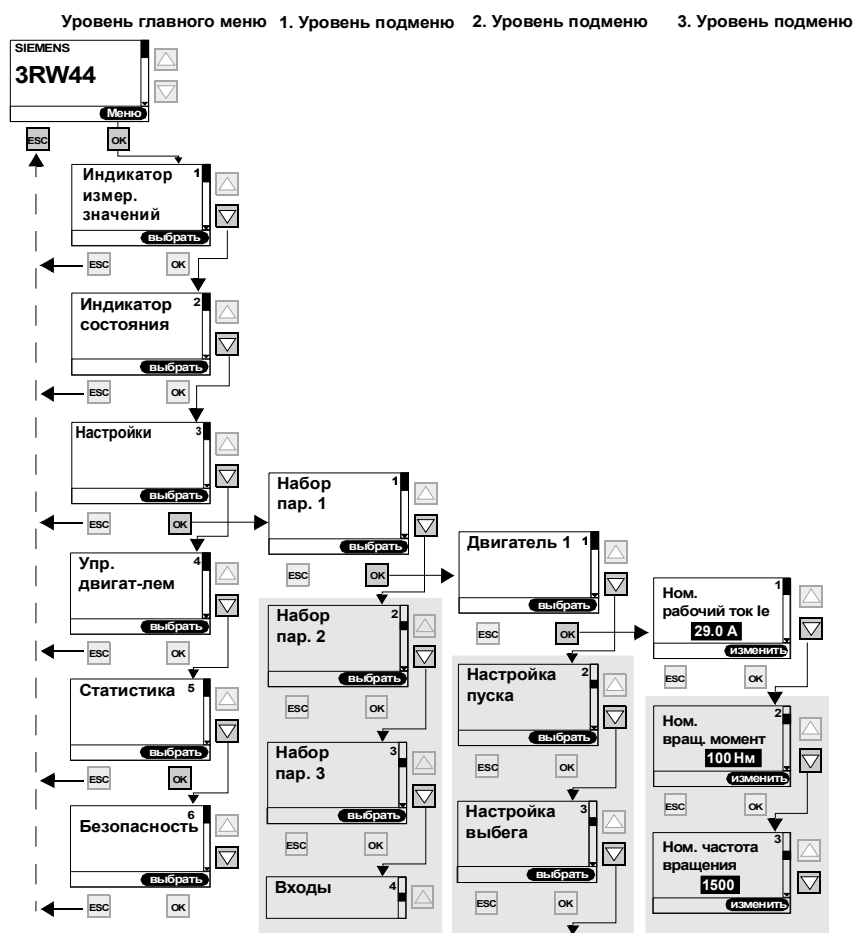 Уровень главного меню
1. Уровень подменю
2. Уровень подменю
3. Уровень подменю
SIEMENS
3RW44
Меню
ESC
OK
Индикатор 1
измер.
значений
выбрать
ESC
OK
Индикатор 2
состояния
выбрать
ESC
OK
Настройки 3
выбрать
ESC
OK
Упр. 4
двигат-лем
выбрать
ESC
OK
Статистика 5
выбрать
ESC
OK
6
Безопасность
выбрать
ESC
OK
Набор 1
пар. 1
выбрать
ESC
OK
Набор 2
пар. 2
выбрать
ESC
OK
Набор 3
пар. 3
выбрать
ESC
OK
Входы 4
Двигатель 1 1
выбрать
ESC
OK
Настройка 2
пуска
выбрать
ESC
OK
Настройка 3
выбега
выбрать
ESC
OK
Ном. 1
рабочий ток Ie
29.0 A
изменить
ESC
OK
Ном. 2
вращ. момент
100 Нм
изменить
ESC
OK
Ном. частота 3
вращения
1500
изменить